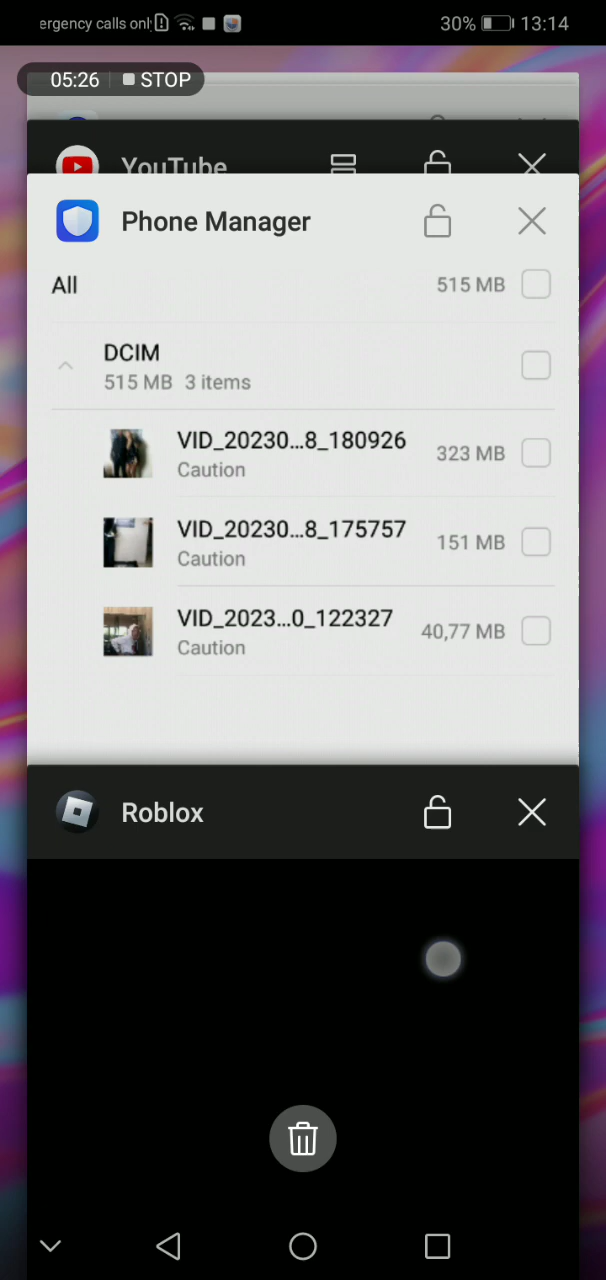 ergency calls only
30% 13:14
05:26 STOP
YouTube
Phone Manager
All 515 MB
DCIM
515 MB 3 items
VID_20230...8_180926 323 MB
Caution
VID_20230...8_175757 151 MB
Caution
VID_2023...0_122327 40,77 MB
Caution
Roblox